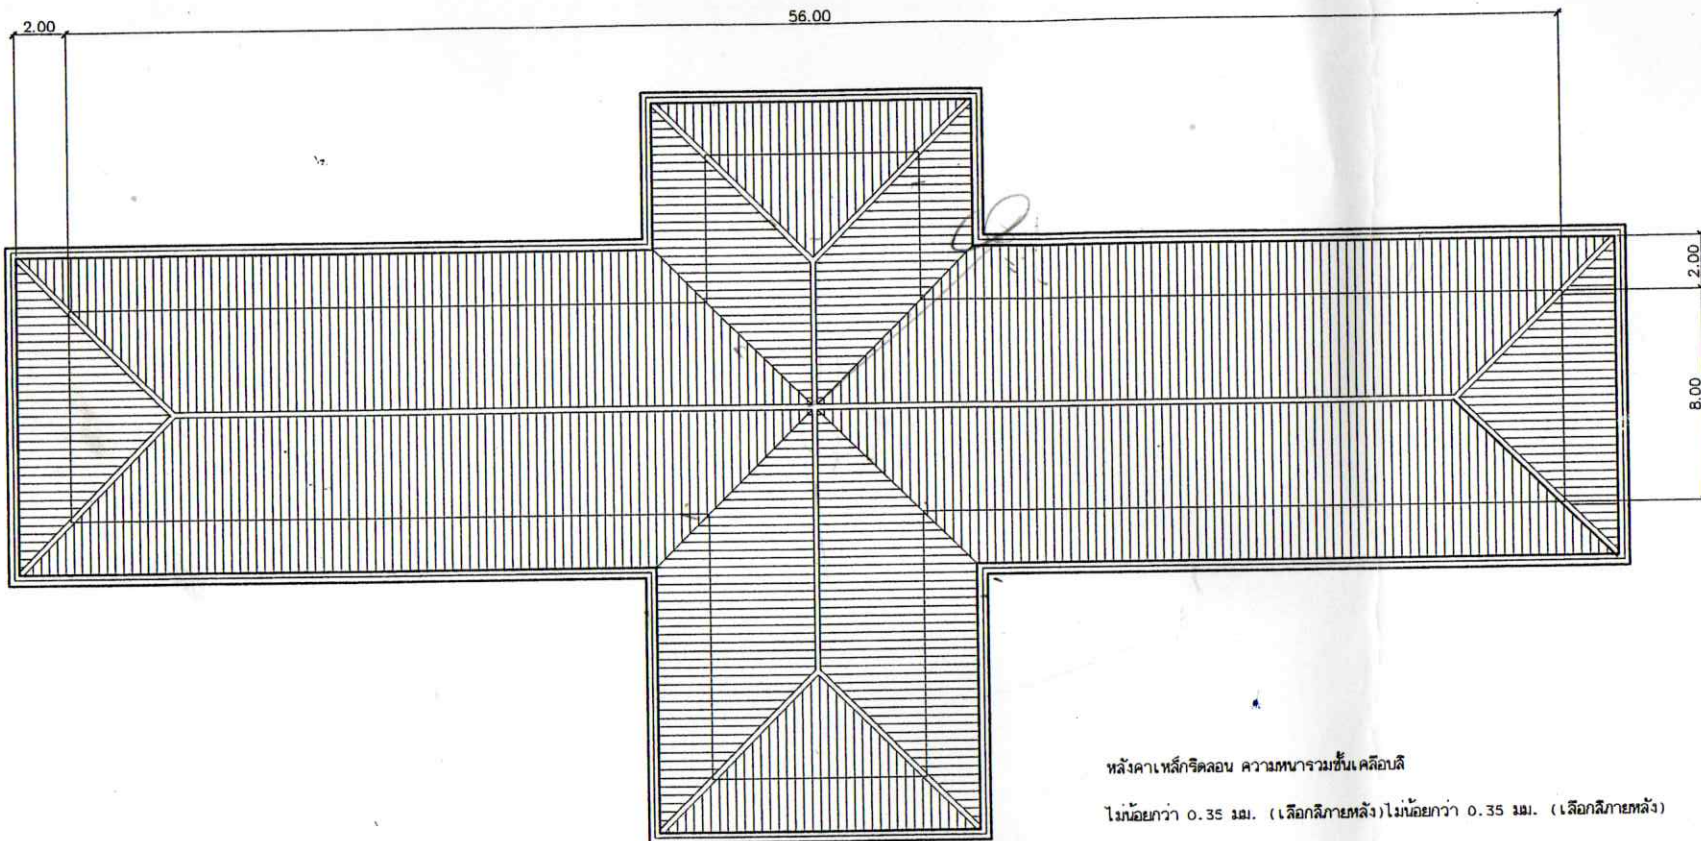 2.00
56.00
2.00
8.00
หลังคาเหล็กรีดลอน ความหนารวมชั้นเคลือบสี
ไม่น้อยกว่า 0.35 มม. (เลือกสีภายหลัง)ไม่น้อยกว่า 0.35 มม. (เลือกสีภายหลัง)